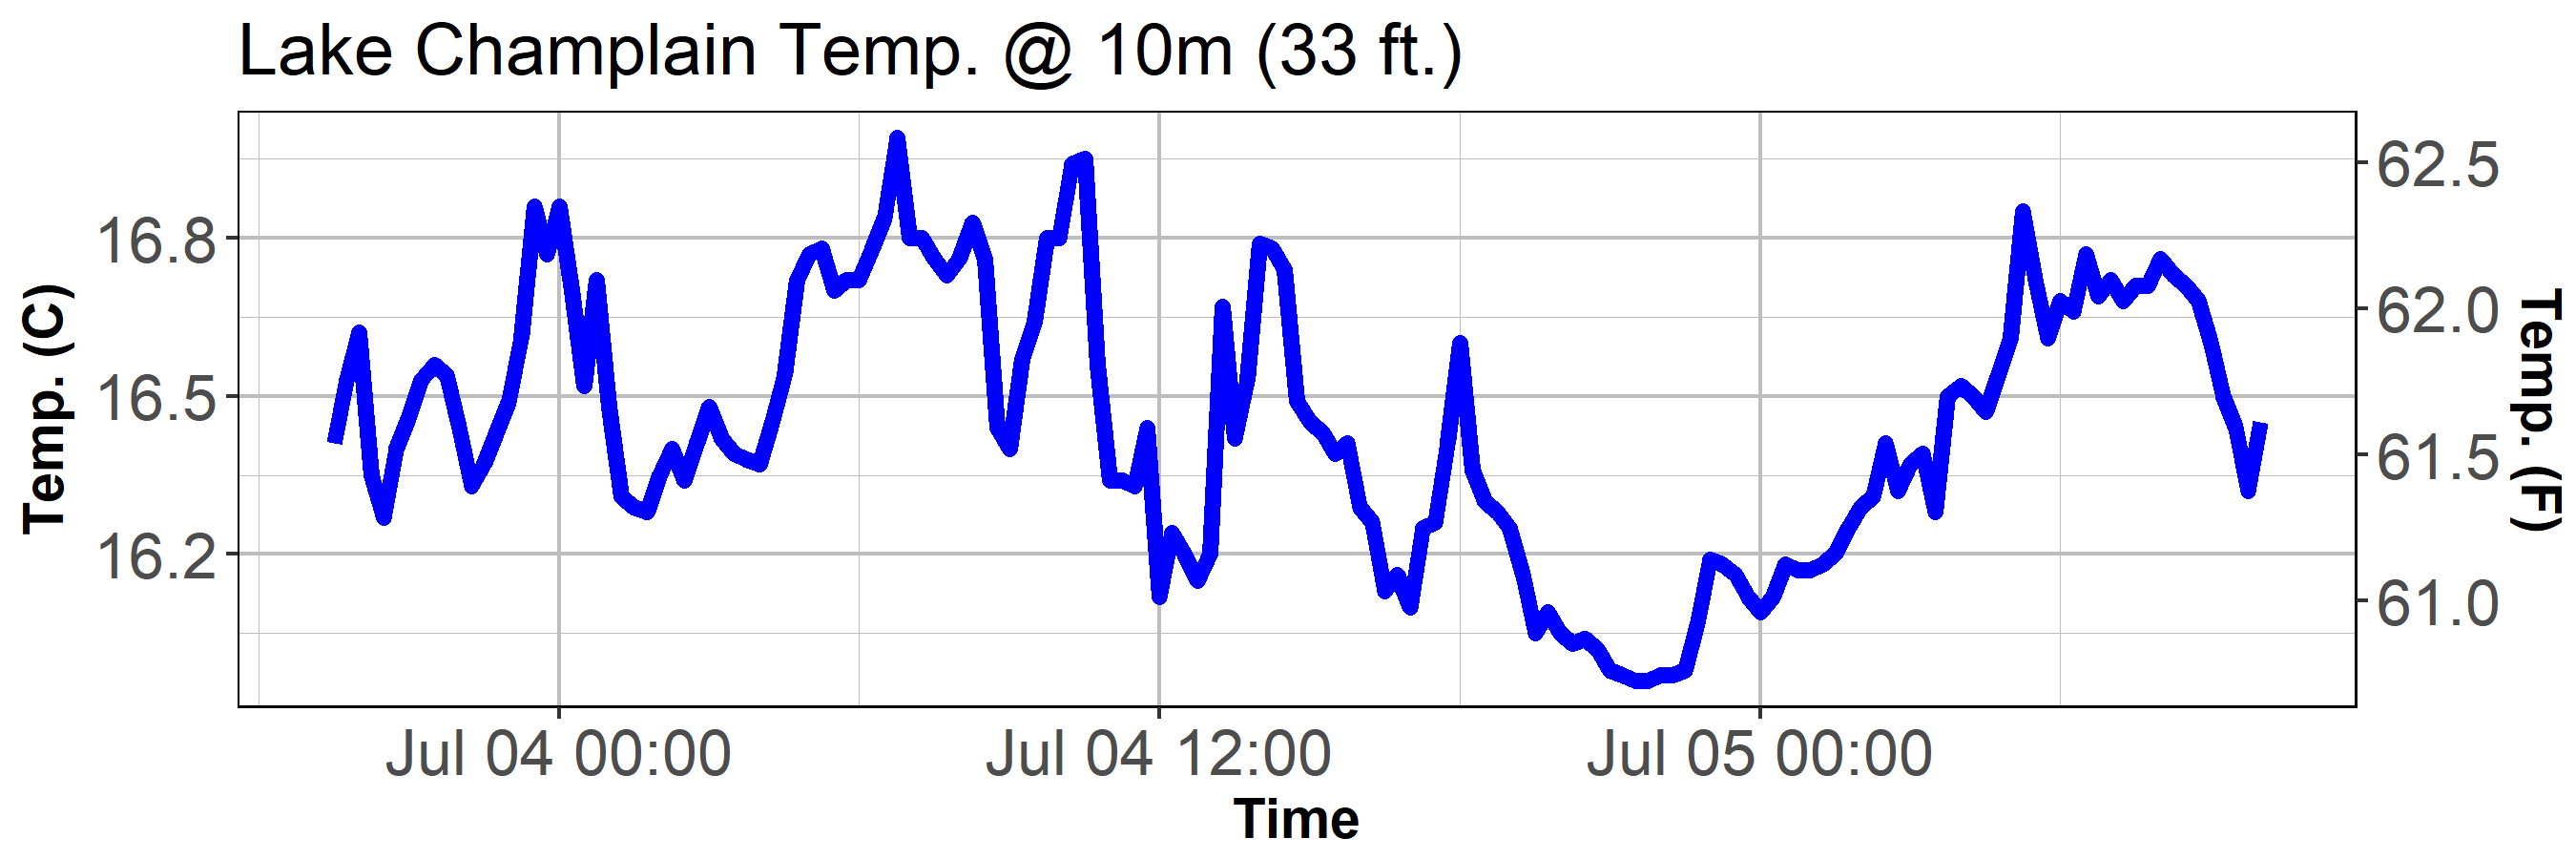 Lake Champlain Temp. @ 10m (33 ft.)
Temp. (C)
16.8
16.5
16.2
62.5
62.0
61.5
61.0
Temp. (F)
Jul 04 00:00
Jul 04 12:00
Jul 05 00:00
Time